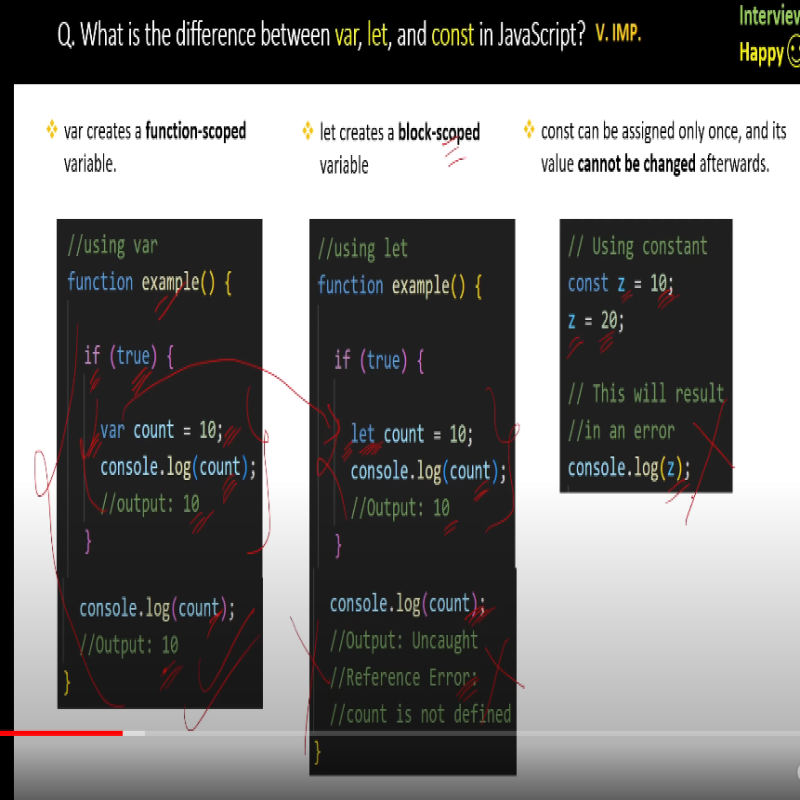 Q. What is the difference between var, let, and const in JavaScript? V. IMP.
Interview
Happy
var creates a function-scoped
variable.
//using var
function example() {
if (true) {
var count = 10;
console.log(count);
//output: 10
}
console.log(count);
//Output: 10
}
let creates a block-scoped
variable
//using let
function example() {
if (true) {
let count = 10;
console.log(count);
//Output: 10
}
console.log(count);
//Output: Uncaught
//Reference Error:
//count is not defined
}
const can be assigned only once, and its
value cannot be changed afterwards.
// Using constant
const z = 10;
z = 20;
// This will result
//in an error
console.log(z);